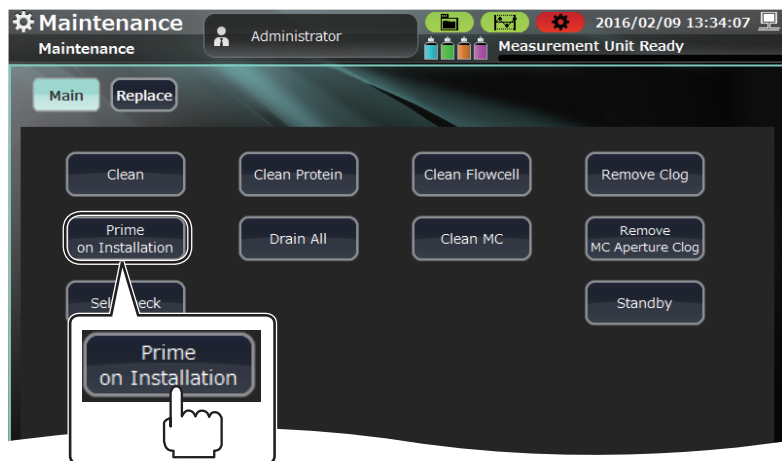 Maintenance
Administrator
2016/02/09 13:34:07
Maintenance
Measurement Unit Ready
Main
Replace
Clean
Clean Protein
Clean Flowcell
Remove Clog
Prime
on Installation
Drain All
Clean MC
Remove
MC Aperture Clog
Standby
Prime
on Installation